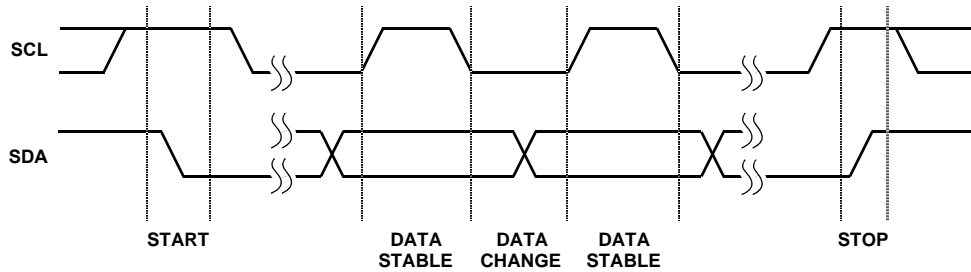 SCL
SDA
START
DATA STABLE
DATA CHANGE
DATA STABLE
STOP